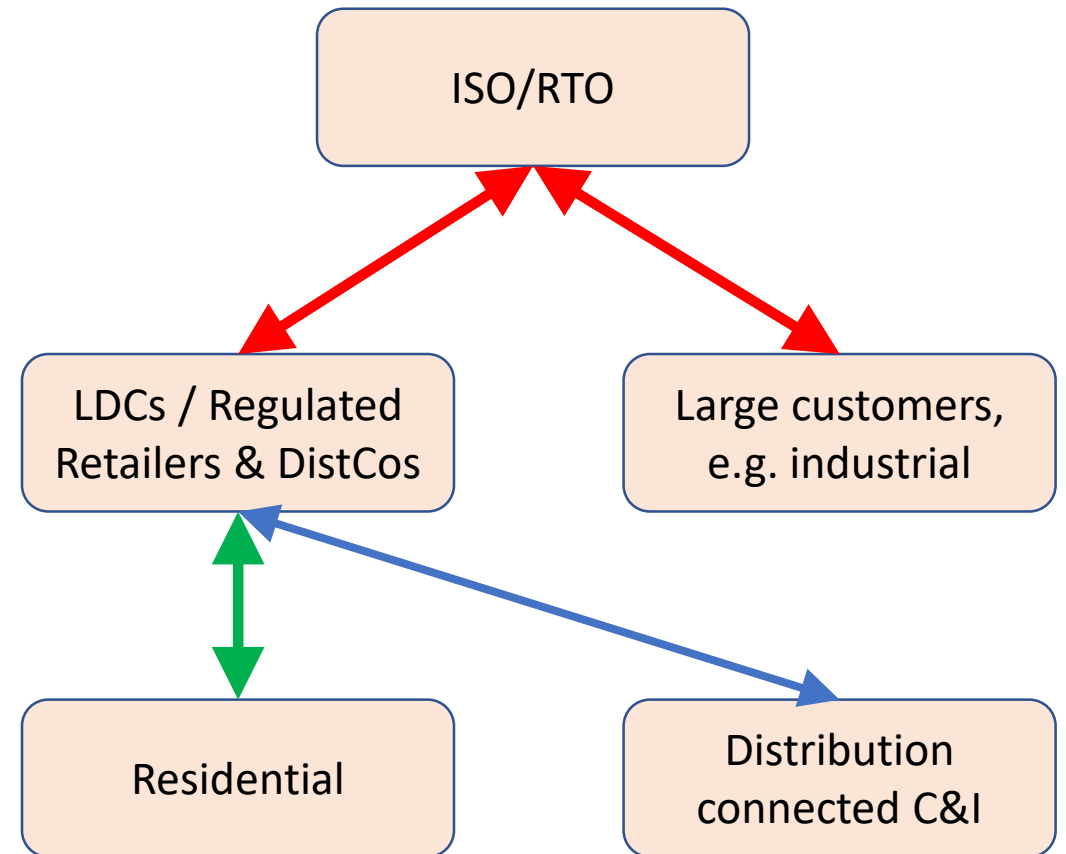 ISO/RTO
LDCs / Regulated
Retailers & DistCos
Large customers,
e.g. industrial
Residential
Distribution
connected C&I